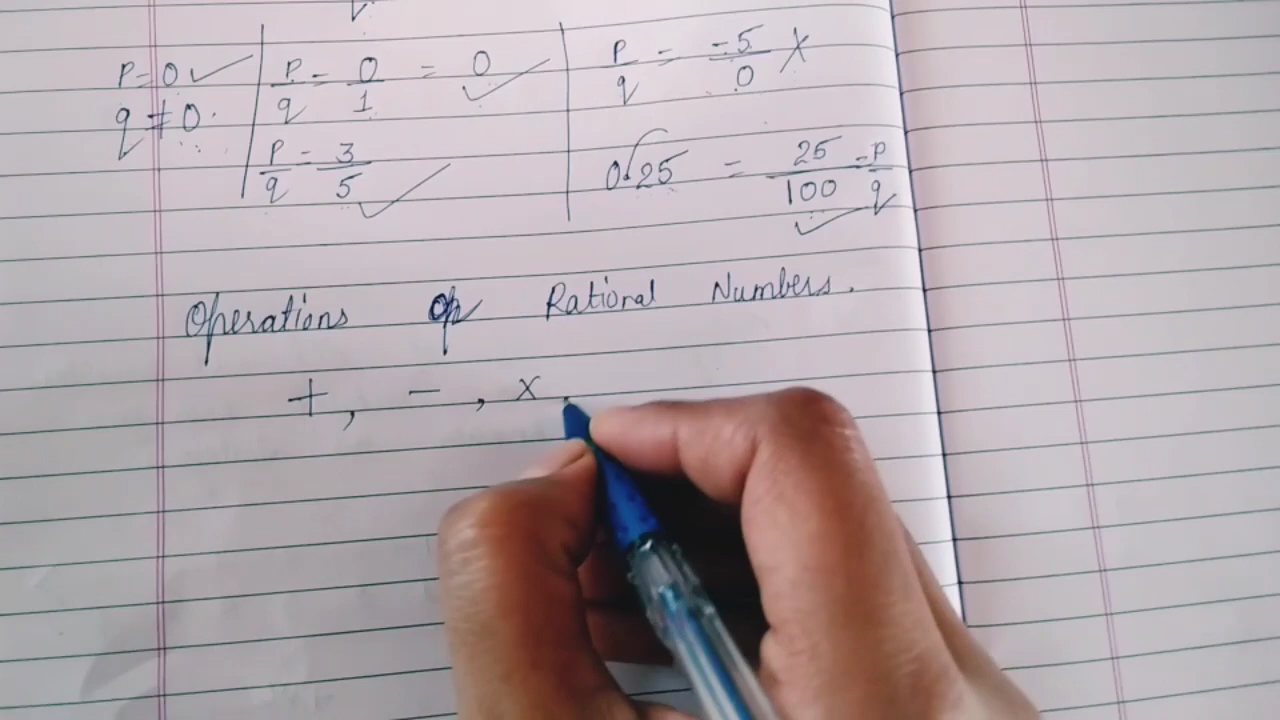 P=0 ✓ | P/q = 0/1 = 0 ✓ | P/q = -5/0 X
q≠0. | P/q = 3/5 ✓ | 0.25 = 25/100 = P/q ✓
Operations of Rational Numbers.
+, -, x,